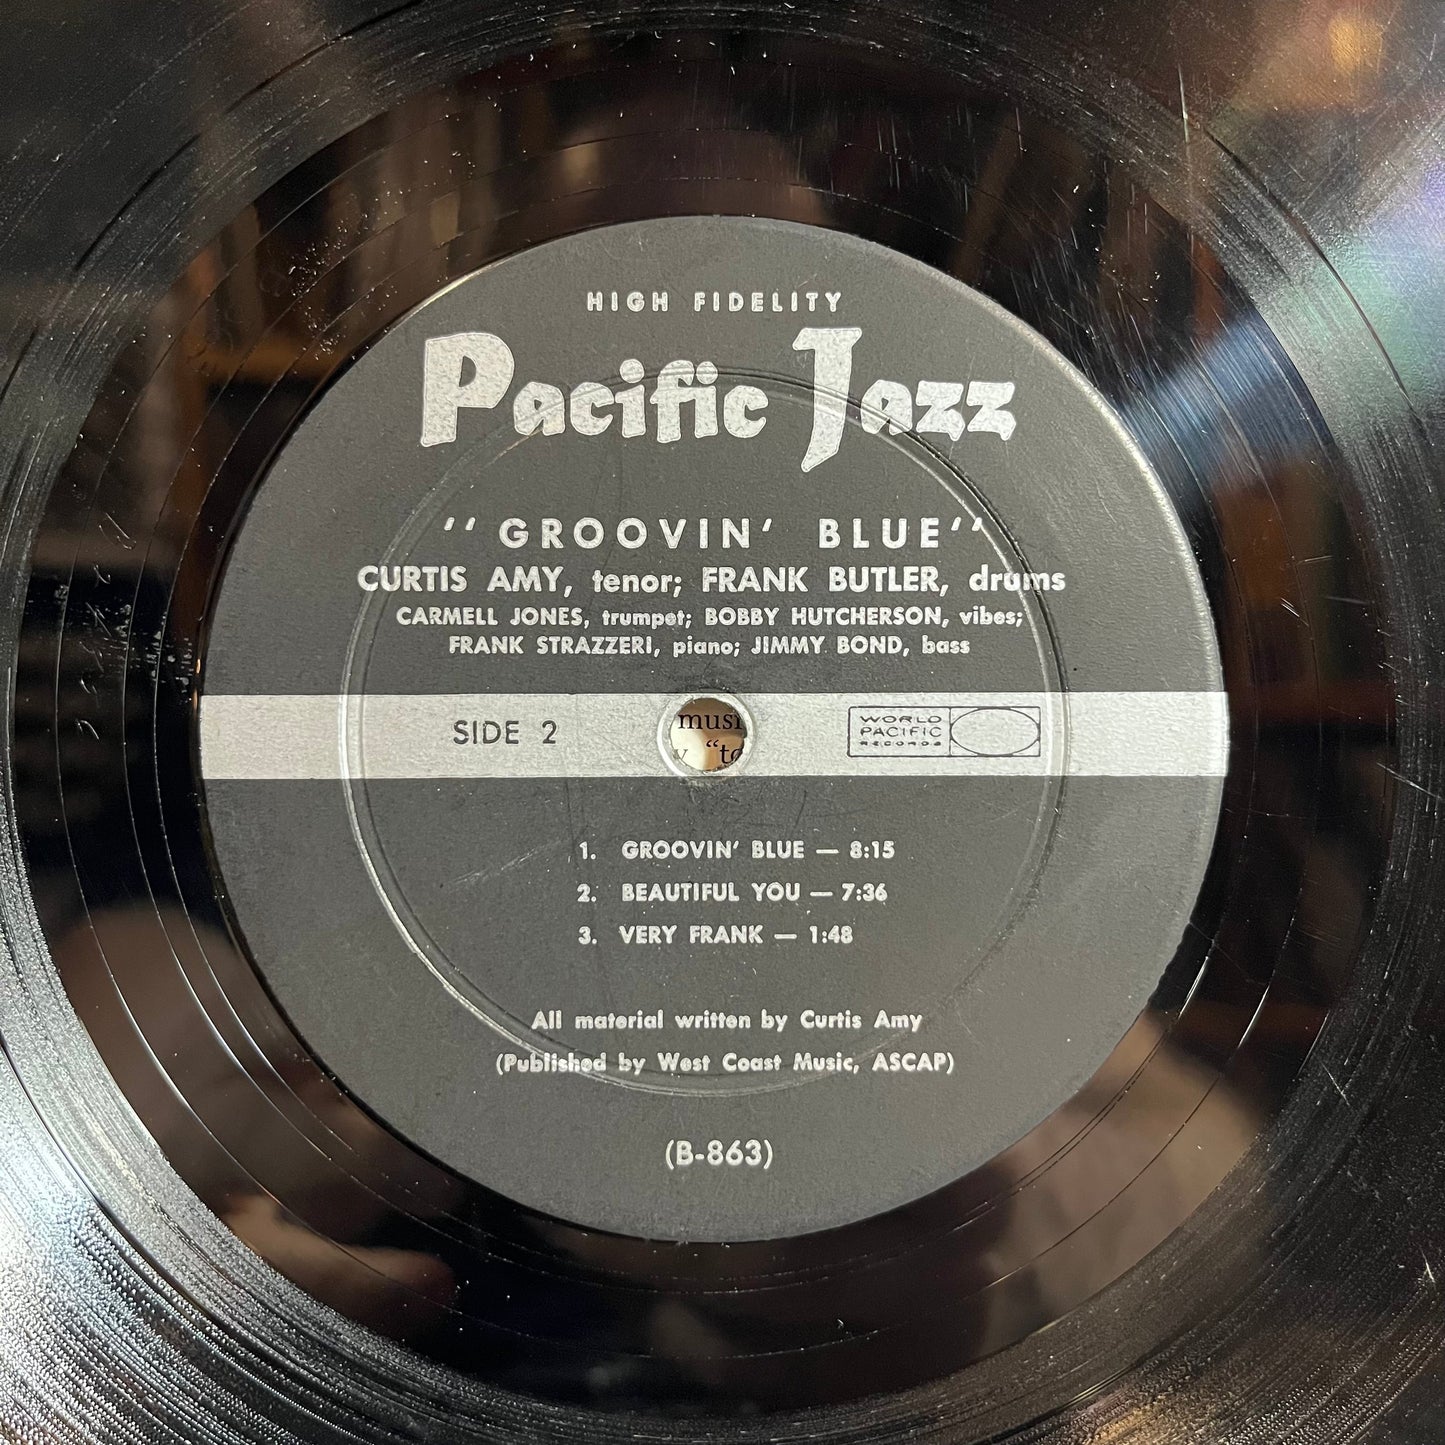 HIGH FIDELITY
Pacific Jazz
"GROOVIN' BLUE"
CURTIS AMY, tenor; FRANK BUTLER, drums
CARMELL JONES, trumpet; BOBBY HUTCHERSON, vibes;
FRANK STRAZZERI, piano; JIMMY BOND, bass
SIDE 2
WORLD
PACIFIC
RECORDS
1. GROOVIN' BLUE — 8:15
2. BEAUTIFUL YOU — 7:36
3. VERY FRANK — 1:48
All material written by Curtis Amy
(Published by West Coast Music, ASCAP)
(B-863)